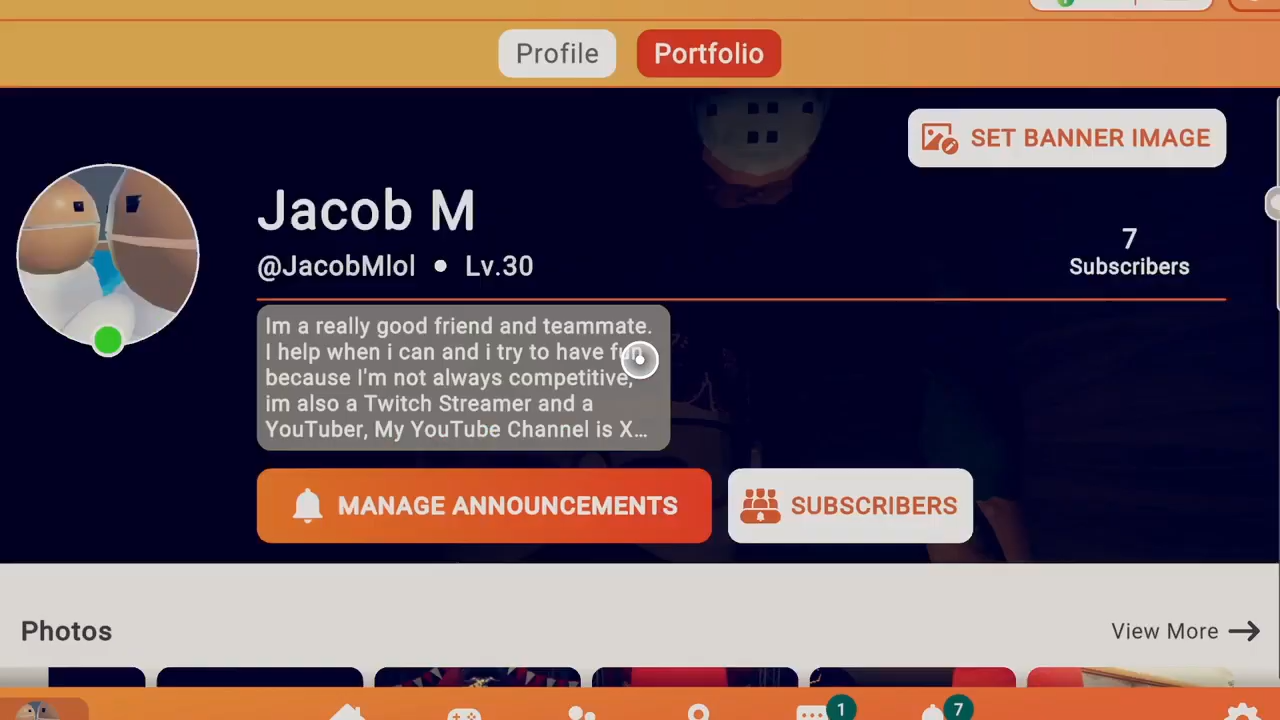 Profile
Portfolio
SET BANNER IMAGE
Jacob M
@JacobMlol ● Lv.30
7
Subscribers
Im a really good friend and teammate.
I help when i can and i try to have fun
because I'm not always competitive,
im also a Twitch Streamer and a
YouTuber, My YouTube Channel is X...
MANAGE ANNOUNCEMENTS
SUBSCRIBERS
Photos
View More
1
7